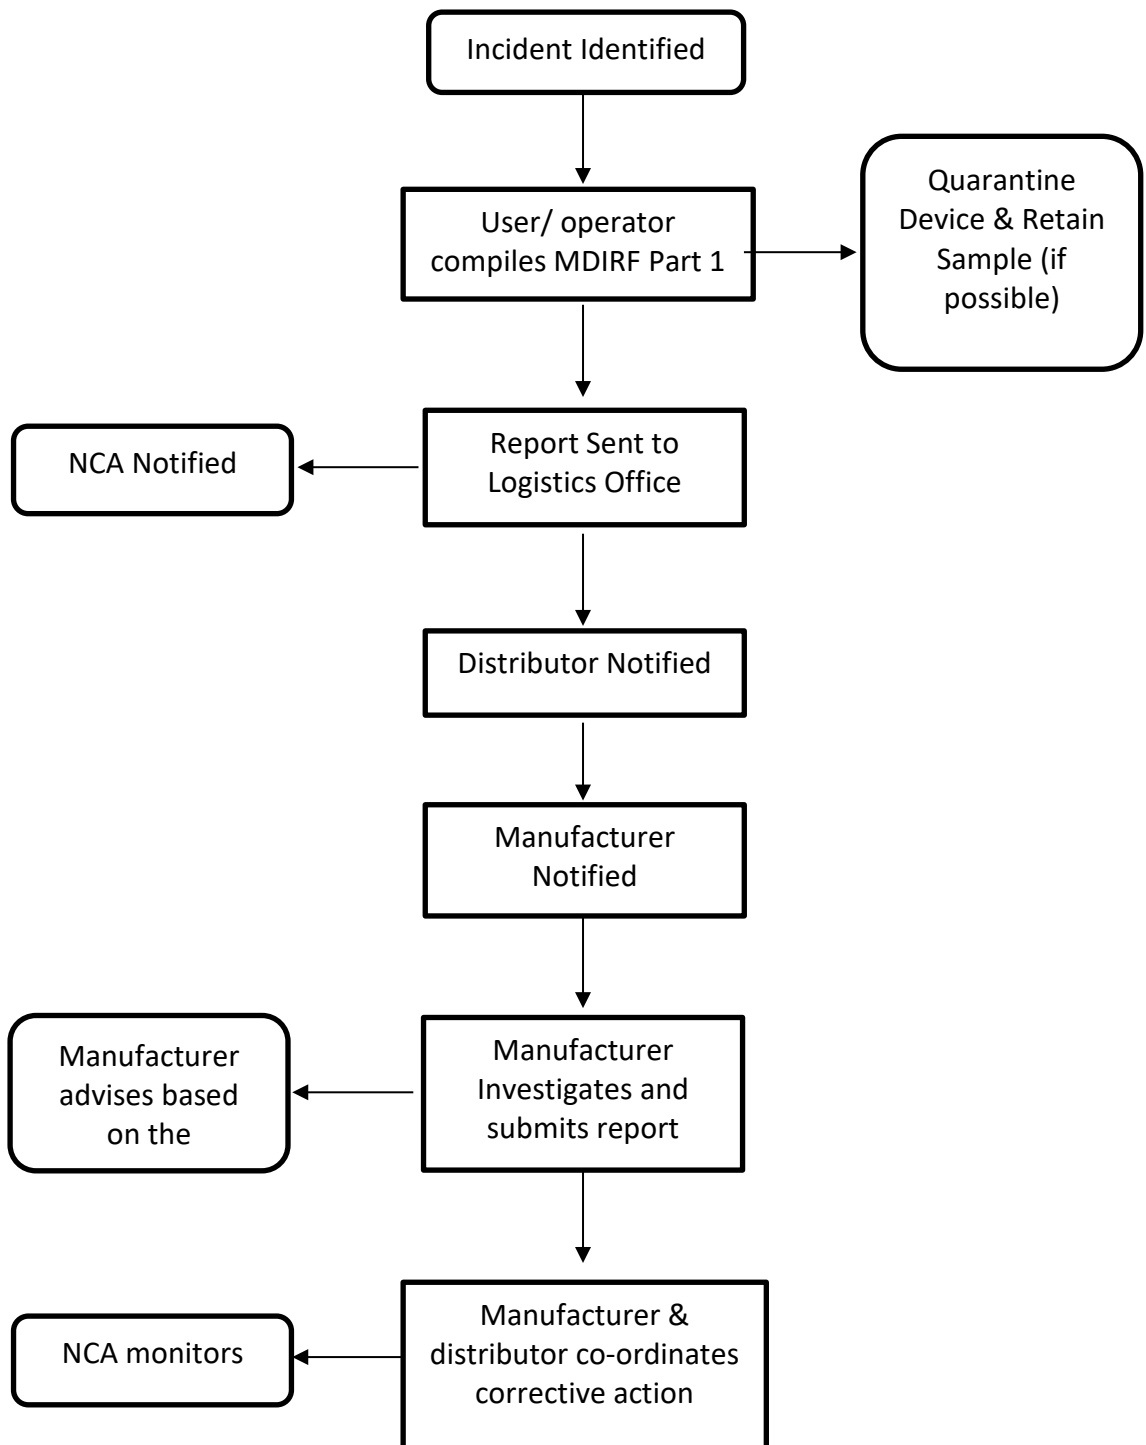 Incident Identified
User/ operator
compiles MDIRF Part 1
Quarantine
Device & Retain
Sample (if
possible)
Report Sent to
Logistics Office
NCA Notified
Distributor Notified
Manufacturer
Notified
Manufacturer
Investigates and
submits report
Manufacturer
advises based
on the
Manufacturer &
distributor co-ordinates
corrective action
NCA monitors